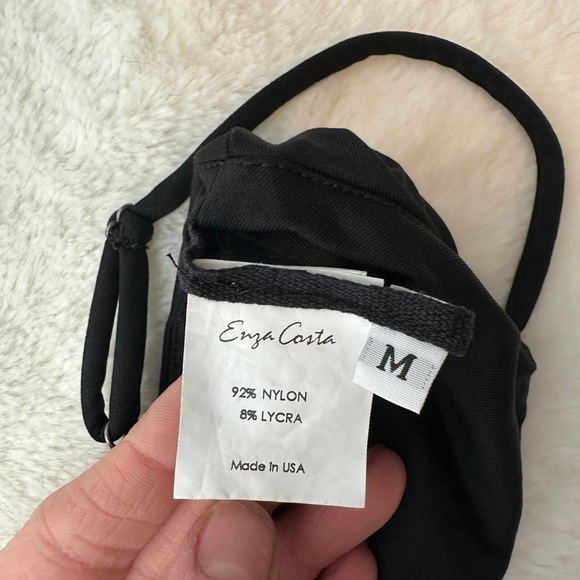 Enza Costa
M
92% NYLON
8% LYCRA
Made in USA